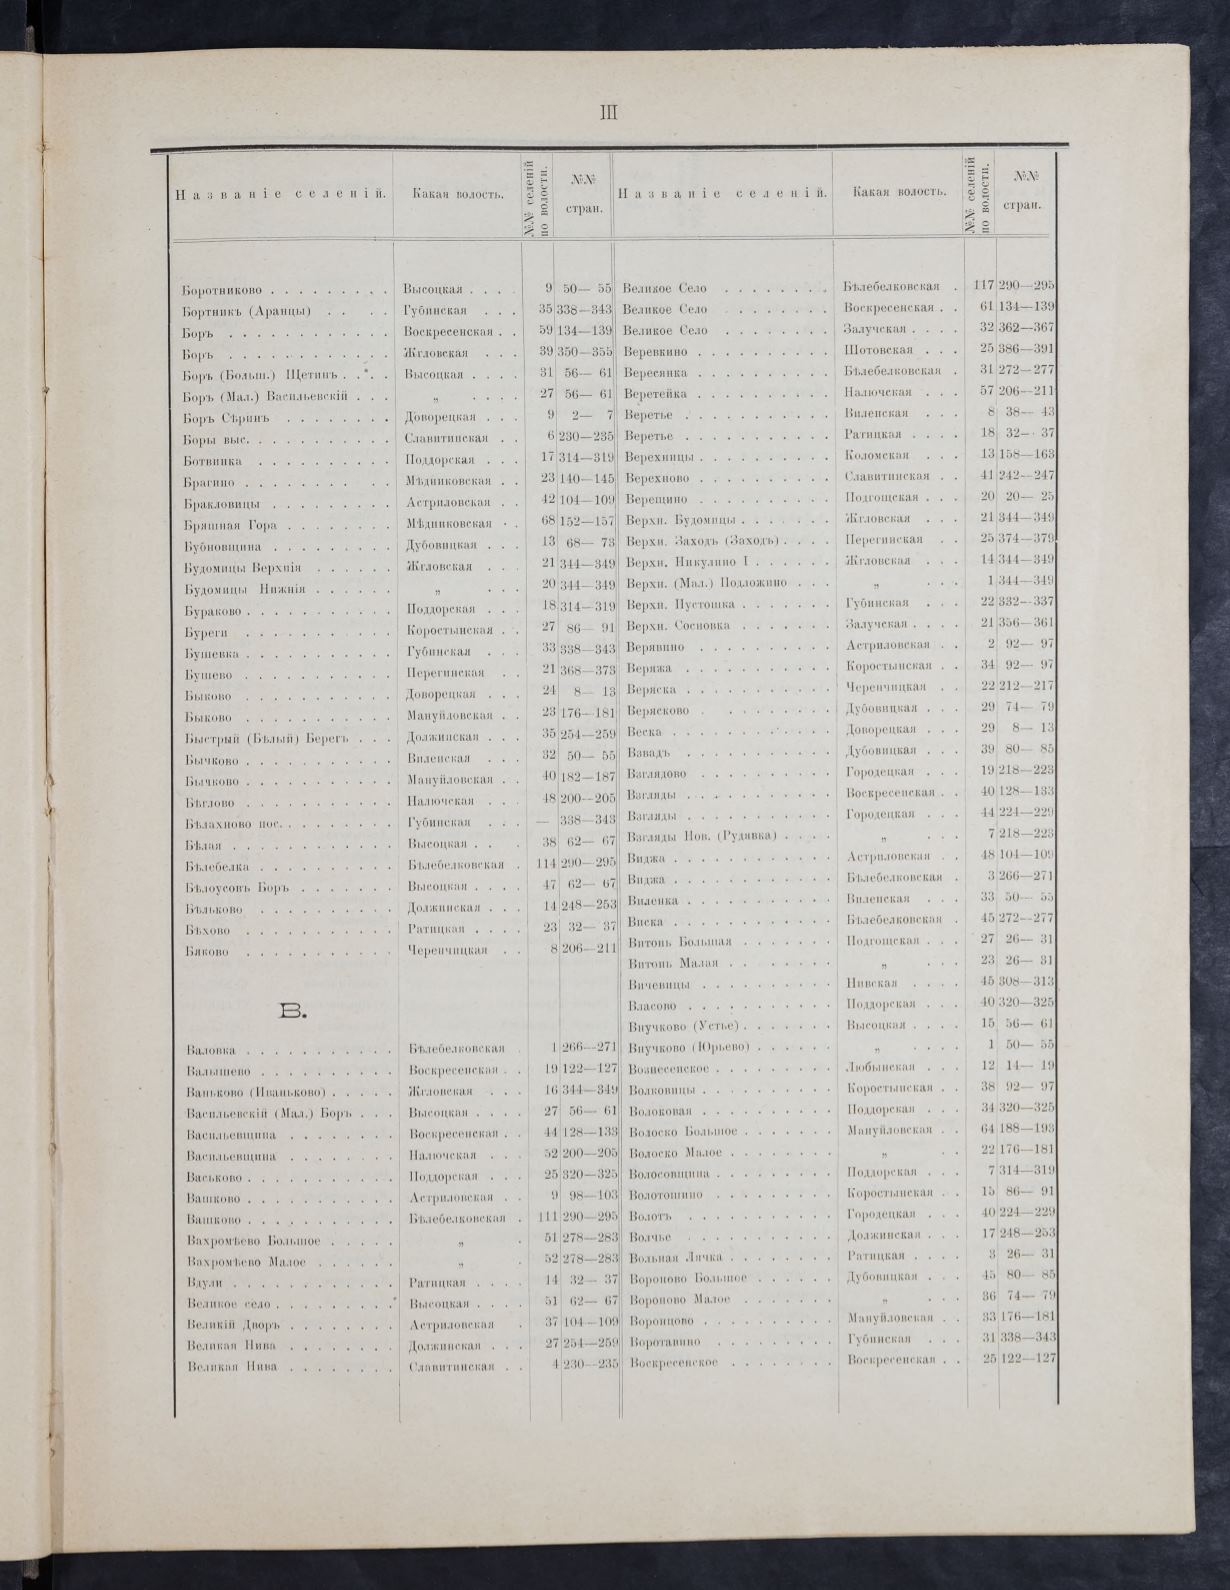 III
Названіе селеній. Какая волость. №№ селеній по волости. №№ стран.
Боротниково . . . . . . . . . Высоцкая . . . . 9 50— 55
Бортникъ (Аранцы) . . . . Губинская . . . 35 338—343
Боръ . . . . . . . . . . . Воскресенская . . 59 134—139
Боръ . . . . . . . . . . . Жгловская . . . 39 350—355
Боръ (Больш.) Щетинъ . . . . Высоцкая . . . . 31 56— 61
Боръ (Мал.) Васильевскій . . . „ . . . . 27 56— 61
Боръ Сѣринъ . . . . . . . Доворецкая . . . 9 2— 7
Боры выс. . . . . . . . . . . Славитинская . . 6 230—235
Ботвинка . . . . . . . . . . Поддорская . . . 17 314—319
Брагино . . . . . . . . . . . Мѣдниковская . . 23 140—145
Бракловицы . . . . . . . . . Астриловская . . 42 104—109
Бряшная Гора . . . . . . . . Мѣдниковская . . 68 152—157
Бубновщина . . . . . . . . . Дубовицкая . . . 13 68— 73
Будомицы Верхнія . . . . . . Жгловская . . . 21 344—349
Будомицы Нижнія . . . . . . „ . . . 20 344—349
Бураково . . . . . . . . . . . Поддорская . . . 18 314—319
Буреги . . . . . . . . . . . Коростынская . . 27 86— 91
Бушевка . . . . . . . . . . . Губинская . . . 33 338—343
Бушево . . . . . . . . . . . Перегинская . . 21 368—373
Быково . . . . . . . . . . . Доворецкая . . . 24 8— 13
Быково . . . . . . . . . . . Мануйловская . . 23 176—181
Быстрый (Бѣлый) Берегъ . . . Должинская . . . 35 254—259
Бычково . . . . . . . . . . . Виленская . . . 32 50— 55
Бычково . . . . . . . . . . . Мануйловская . . 40 182—187
Бѣглово . . . . . . . . . . . Налючская . . . 48 200—205
Бѣлахново пос. . . . . . . . . Губинская . . . — 338—343
Бѣлая . . . . . . . . . . . . Высоцкая . . . 38 62— 67
Бѣлебелка . . . . . . . . . . Бѣлебелковская . 114 290—295
Бѣлоусовъ Боръ . . . . . . . Высоцкая . . . . 47 62— 67
Бѣльково . . . . . . . . . . Должинская . . . 14 248—253
Бѣхово . . . . . . . . . . . Ратицкая . . . . 23 32— 37
Бяково . . . . . . . . . . . Черенчицкая . . 8 206—211
В.
Валовка . . . . . . . . . . . Бѣлебелковская . 1 266—271
Валышево . . . . . . . . . . Воскресенская . . 19 122—127
Ваньково (Иваньково) . . . . . Жгловская . . . 16 344—349
Васильевскій (Мал.) Боръ . . . Высоцкая . . . . 27 56— 61
Васильевщина . . . . . . . . Воскресенская . . 44 128—133
Васильевщина . . . . . . . . Налючская . . . 52 200—205
Васьково . . . . . . . . . . . Поддорская . . . 25 320—325
Вашково . . . . . . . . . . . Астриловская . . 9 98—103
Вашково . . . . . . . . . . . Бѣлебелковская . 111 290—295
Вахромѣево Большое . . . . . „ . 51 278—283
Вахромѣево Малое . . . . . . „ . 52 278—283
Вдули . . . . . . . . . . . . Ратицкая . . . . 14 32— 37
Великое село . . . . . . . . . Высоцкая . . . . 51 62— 67
Великій Дворъ . . . . . . . . Астриловская . 37 104—109
Великая Нива . . . . . . . . Должинская . . . 27 254—259
Великая Нива . . . . . . . . Славитинская . . 4 230—235
Названіе селеній. Какая волость. №№ селеній по волости. №№ стран.
Великое Село . . . . . . . . Бѣлебелковская . 117 290—295
Великое Село . . . . . . . . Воскресенская . . 61 134—139
Великое Село . . . . . . . . Залучская . . . . 32 362—367
Веревкино . . . . . . . . . . Шотовская . . . 25 386—391
Вересянка . . . . . . . . . . Бѣлебелковская . 31 272—277
Веретейка . . . . . . . . . . Налючская . . . 57 206—211
Веретье . . . . . . . . . . . Виленская . . . 8 38— 43
Веретье . . . . . . . . . . . Ратицкая . . . . 18 32— 37
Верехницы . . . . . . . . . . Коломская . . . 13 158—163
Верехново . . . . . . . . . . Славитинская . . 41 242—247
Верещино . . . . . . . . . . Подгощская . . . 20 20— 25
Верхн. Будомицы . . . . . . . Жгловская . . . 21 344—349
Верхн. Заходъ (Заходъ) . . . . Перегинская . . 25 374—379
Верхн. Никулино I . . . . . . Жгловская . . . 14 344—349
Верхн. (Мал.) Подложино . . . „ . . . 1 344—349
Верхн. Пустошка . . . . . . . Губинская . . . 22 332—337
Верхн. Сосновка . . . . . . . Залучская . . . . 21 356—361
Верявино . . . . . . . . . . Астриловская . . 2 92— 97
Веряжа . . . . . . . . . . . Коростынская . . 34 92— 97
Веряска . . . . . . . . . . . Черенчицкая . . 22 212—217
Верясково . . . . . . . . Дубовицкая . . . 29 74— 79
Веска . . . . . . . . . . . . Доворецкая . . . 29 8— 13
Взвадъ . . . . . . . . . . . Дубовицкая . . . 39 80— 85
Взглядово . . . . . . . . . . Городецкая . . . 19 218—223
Взгляды . . . . . . . . . . . Воскресенская . . 40 128—133
Взгляды . . . . . . . . . . . Городецкая . . . 44 224—229
Взгляды Нов. (Рудавка) . . . . „ . . . 7 218—223
Виджа . . . . . . . . . . . . Астриловская . . 48 104—109
Виджа . . . . . . . . . . . . Бѣлебелковская . 3 266—271
Виленка . . . . . . . . . . . Виленская . . . 33 50— 55
Виска . . . . . . . . . . . . Бѣлебелковская . 45 272—277
Витонь Большая . . . . . . . Подгощская . . . 27 26— 31
Витонь Малая . . . . . . . . „ . . . 23 26— 31
Вичевицы . . . . . . . . . . Нивская . . . . 45 308—313
Власово . . . . . . . . . . . Поддорская . . . 40 320—325
Внучково (Устье) . . . . . . . Высоцкая . . . . 15 56— 61
Внучково (Юрьево) . . . . . . „ . . . . 1 50— 55
Вознесенское . . . . . . . . . Любынская . . . 12 14— 19
Волковицы . . . . . . . . . . Коростынская . . 38 92— 97
Волоковая . . . . . . . . . . Поддорская . . . 34 320—325
Волоско Большое . . . . . . . Мануйловская . . 64 188—193
Волоско Малое . . . . . . . . „ . . 22 176—181
Волосовщина . . . . . . . . . Поддорская . . . 7 314—319
Волотошино . . . . . . . . . Коростынская . . 15 86— 91
Волотъ . . . . . . . . . . . Городецкая . . . 40 224—229
Волчье . . . . . . . . . . . Должинская . . . 17 248—253
Вольная Лячка . . . . . . . . Ратицкая . . . . 3 26— 31
Вороново Большое . . . . . . Дубовицкая . . . 45 80— 85
Вороново Малое . . . . . . . „ . . . 36 74— 79
Воронцово . . . . . . . . . . Мануйловская . . 33 176—181
Воротавино . . . . . . . . . Губинская . . . 31 338—343
Воскресенское . . . . . . . . Воскресенская . . 25 122—127